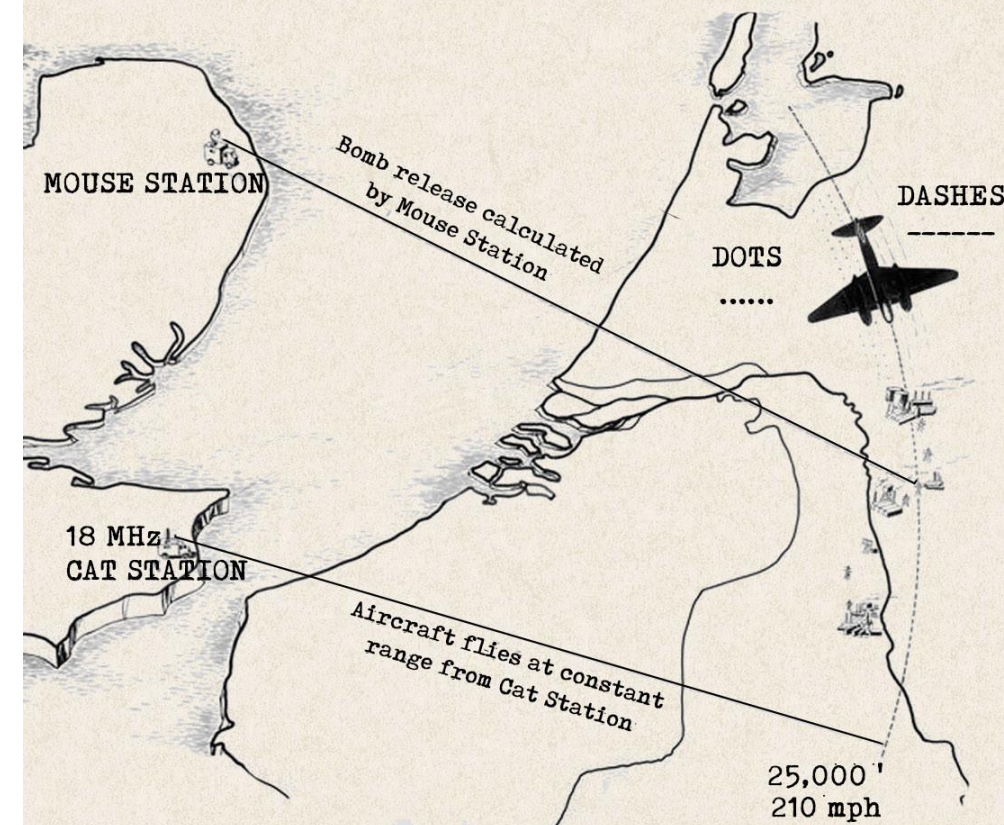 MOUSE STATION
Bomb release calculated
by Mouse Station
DASHES
------
DOTS
......
18 MHz
CAT STATION
Aircraft flies at constant
range from Cat Station
25,000 '
210 mph